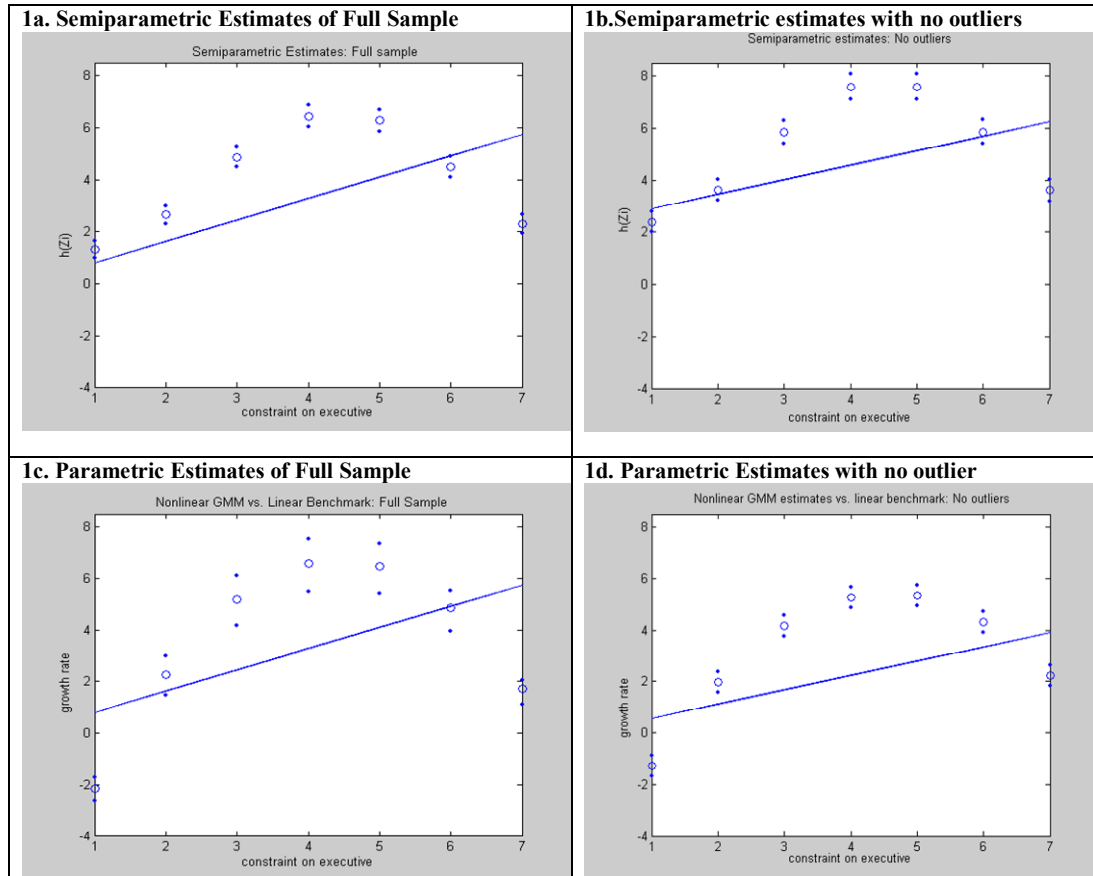 1a. Semiparametric Estimates of Full Sample
Semiparametric Estimates: Full sample
h(Zi)
8
6
4
2
0
-2
-4
1 2 3 4 5 6 7
constraint on executive
1b.Semiparametric estimates with no outliers
Semiparametric estimates: No outliers
h(Zi)
8
6
4
2
0
-2
-4
1 2 3 4 5 6 7
constraint on executive
1c. Parametric Estimates of Full Sample
Nonlinear GMM vs. Linear Benchmark: Full Sample
growth rate
8
6
4
2
0
-2
-4
1 2 3 4 5 6 7
constraint on executive
1d. Parametric Estimates with no outlier
Nonlinear GMM estimates vs. linear benchmark: No outliers
growth rate
8
6
4
2
0
-2
-4
1 2 3 4 5 6 7
constraint on executive